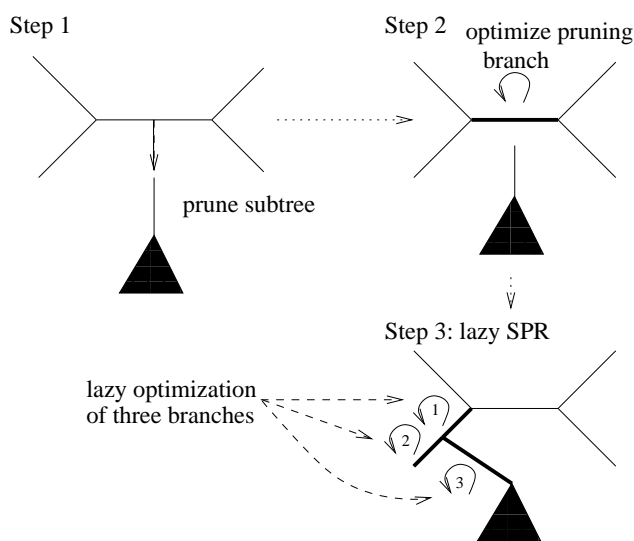 Step 1
Step 2
optimize pruning
branch
prune subtree
Step 3: lazy SPR
lazy optimization
of three branches
1
2
3